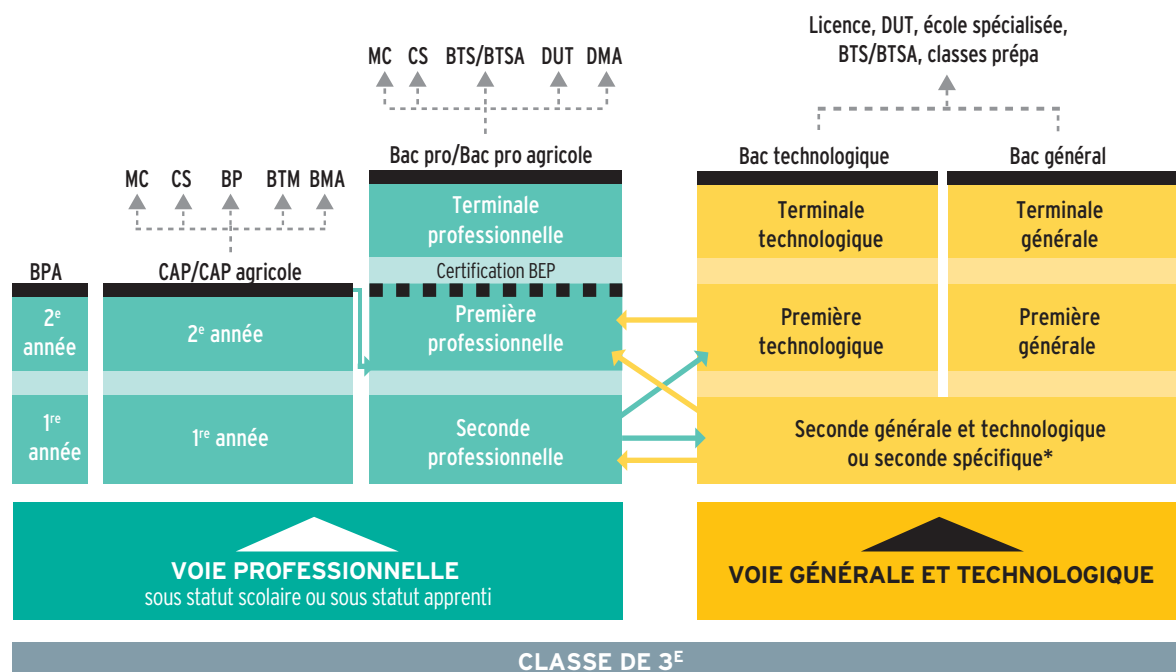 Licence, DUT, école spécialisée,
BTS/BTSA, classes prépa
MC CS BTS/BTSA DUT DMA
Bac pro/Bac pro agricole
Bac technologique
Bac général
MC CS BP BTM BMA
Terminale
professionnelle
Terminale
technologique
Terminale
générale
BPA
CAP/CAP agricole
Certification BEP
2e
année
2e année
Première
professionnelle
Première
technologique
Première
générale
1re
année
1re année
Seconde
professionnelle
Seconde générale et technologique
ou seconde spécifique*
VOIE PROFESSIONNELLE
sous statut scolaire ou sous statut apprenti
VOIE GÉNÉRALE ET TECHNOLOGIQUE
CLASSE DE 3E